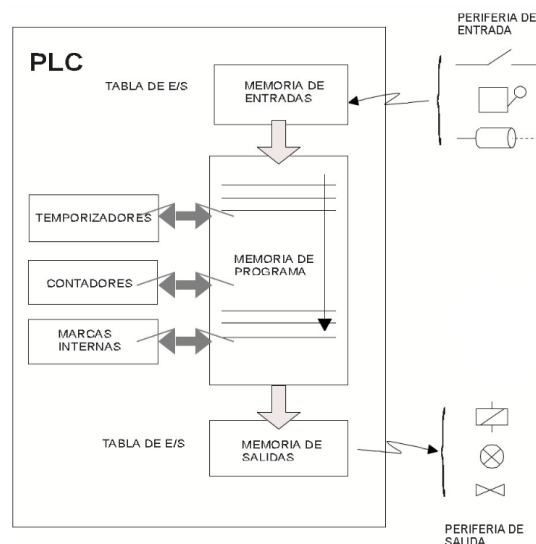 PERIFERIA DE
ENTRADA
PLC
TABLA DE E/S
MEMORIA DE
ENTRADAS
TEMPORIZADORES
MEMORIA DE
PROGRAMA
CONTADORES
MARCAS
INTERNAS
TABLA DE E/S
MEMORIA DE
SALIDAS
PERIFERIA DE
SALIDA